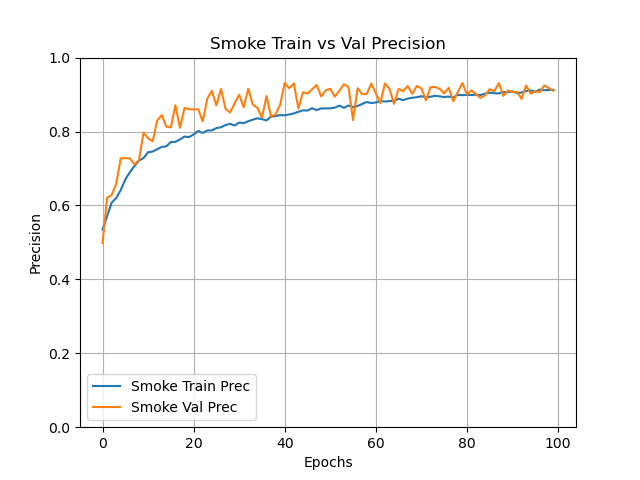 Smoke Train vs Val Precision
1.0
0.8
0.6
0.4
0.2
0.0
Precision
Smoke Train Prec
Smoke Val Prec
0 20 40 60 80 100
Epochs